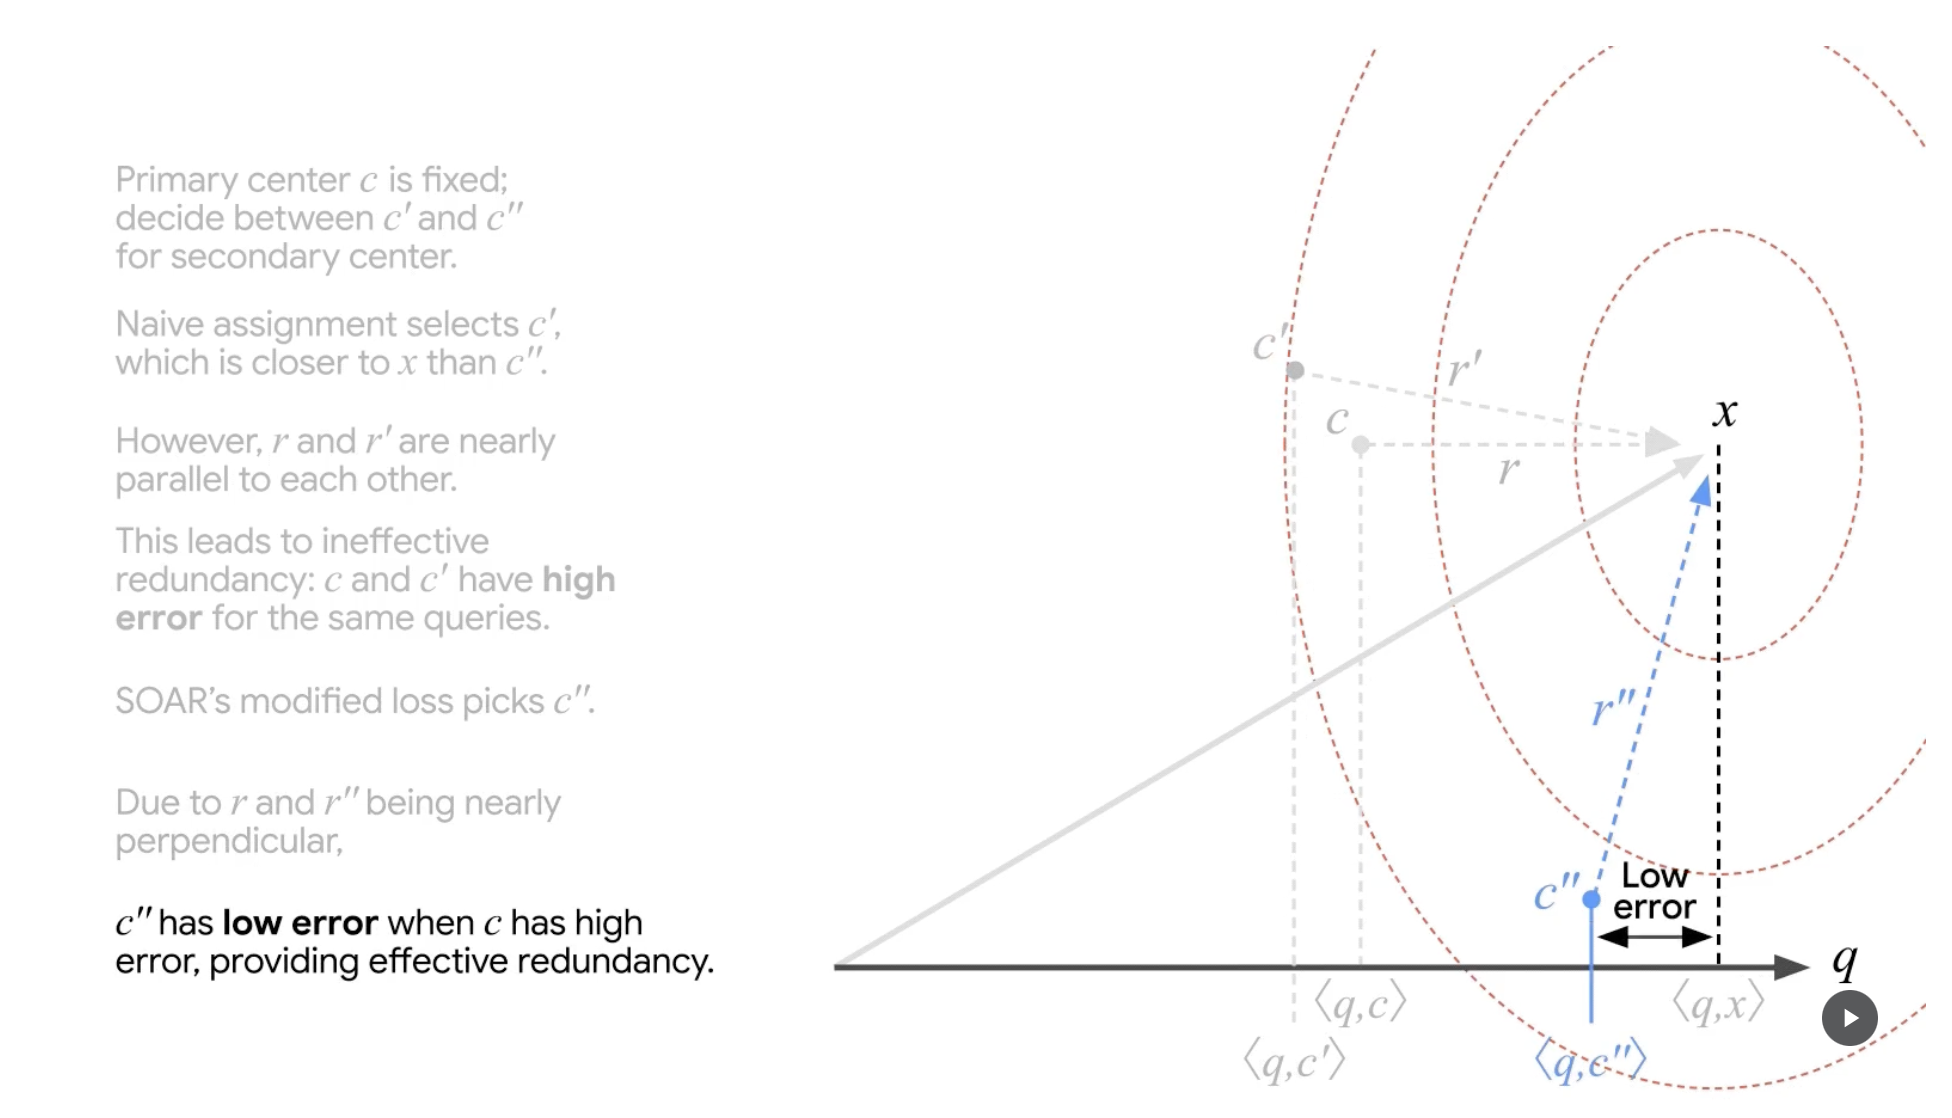 Primary center c is fixed;
decide between c′ and c″
for secondary center.
Naive assignment selects c′,
which is closer to x than c″.
However, r and r′ are nearly
parallel to each other.
This leads to ineffective
redundancy: c and c′ have high
error for the same queries.
SOAR’s modified loss picks c″.
Due to r and r″ being nearly
perpendicular,
c″ has low error when c has high
error, providing effective redundancy.
c′
r′
c
x
r
r″
c″
Low
error
q
⟨q,c⟩
⟨q,x⟩
⟨q,c′⟩
⟨q,c″⟩